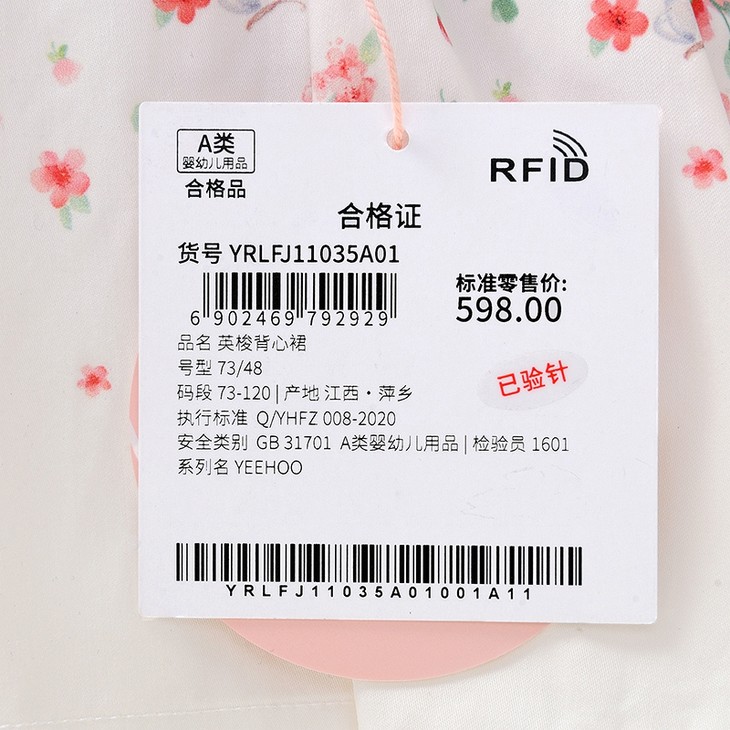 A类
婴幼儿用品
合格品
RFID
合格证
货号 YRLFJ11035A01
6 902469 792929
标准零售价:
598.00
品名 英梭背心裙
号型 73/48
码段 73-120 | 产地 江西·萍乡
已验针
执行标准 Q/YHFZ 008-2020
安全类别 GB 31701 A类婴幼儿用品 | 检验员 1601
系列名 YEEHOO
YRLFJ11035A01001A11